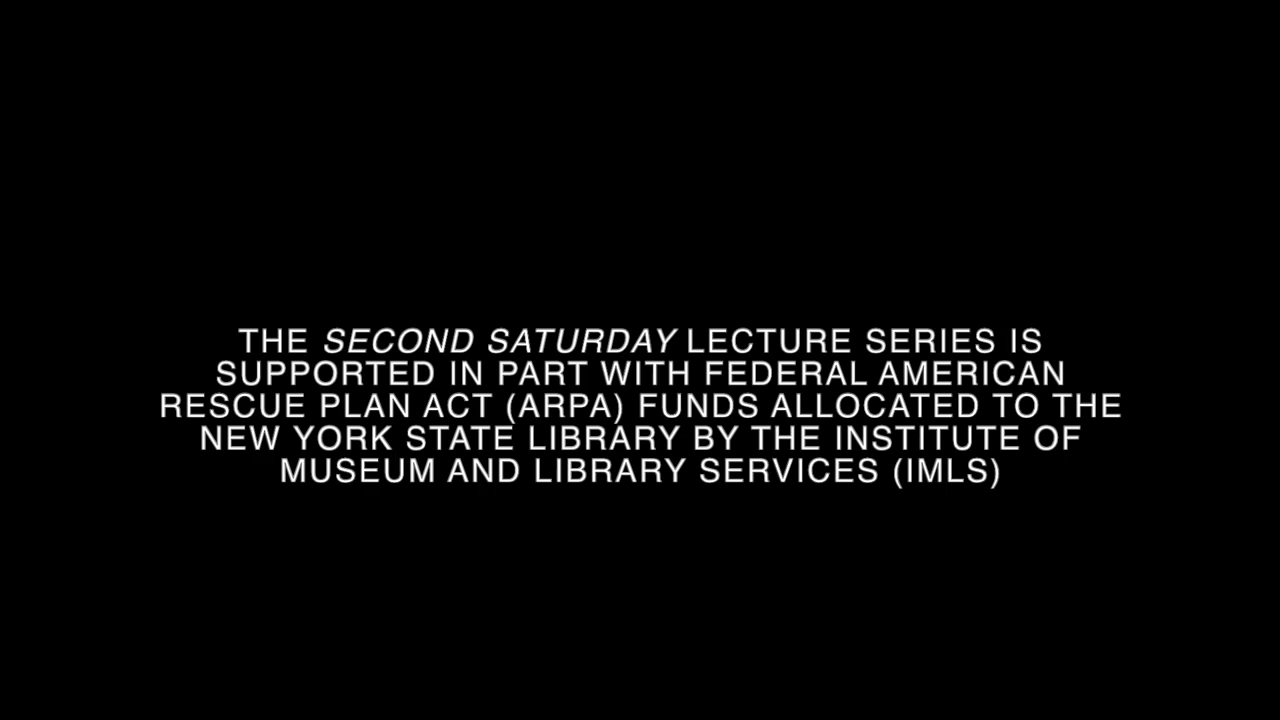 THE SECOND SATURDAY LECTURE SERIES IS
SUPPORTED IN PART WITH FEDERAL AMERICAN
RESCUE PLAN ACT (ARPA) FUNDS ALLOCATED TO THE
NEW YORK STATE LIBRARY BY THE INSTITUTE OF
MUSEUM AND LIBRARY SERVICES (IMLS)